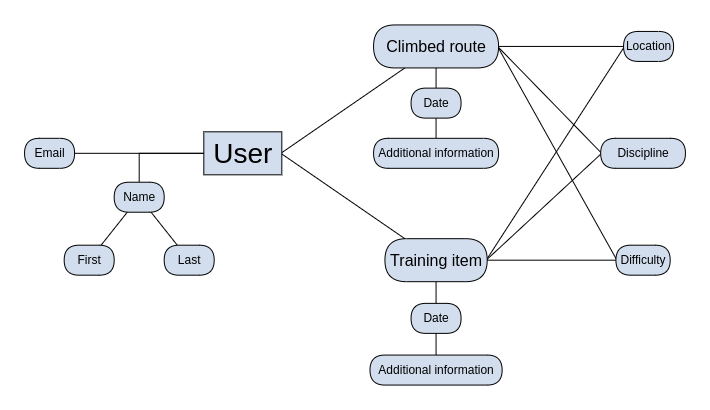 Climbed route
Location
Date
Email
User
Additional information
Discipline
Name
First
Last
Training item
Difficulty
Date
Additional information